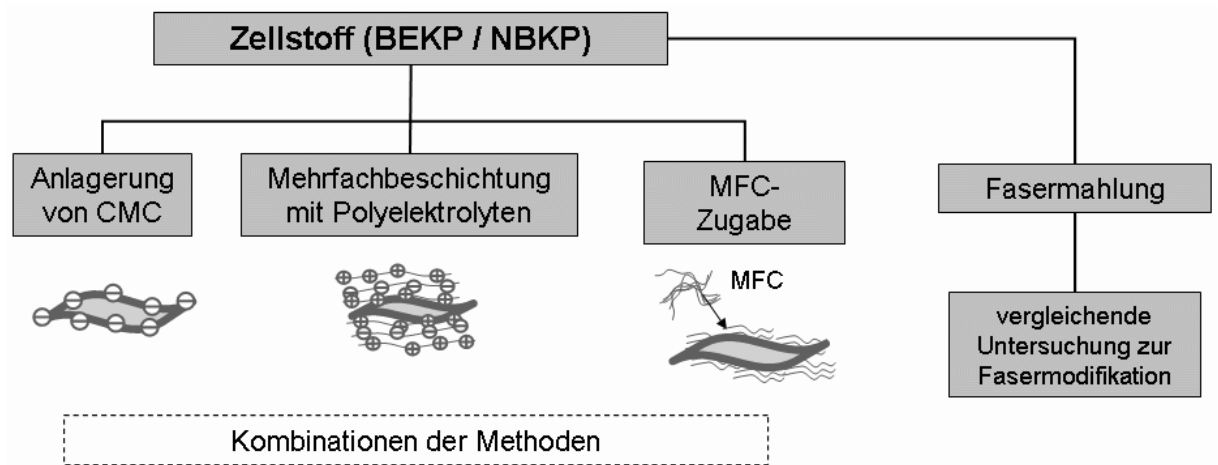 Zellstoff (BEKP / NBKP)
Anlagerung
von CMC
Mehrfachbeschichtung
mit Polyelektrolyten
MFC-
Zugabe
Fasermahlung
MFC
vergleichende
Untersuchung zur
Fasermodifikation
Kombinationen der Methoden